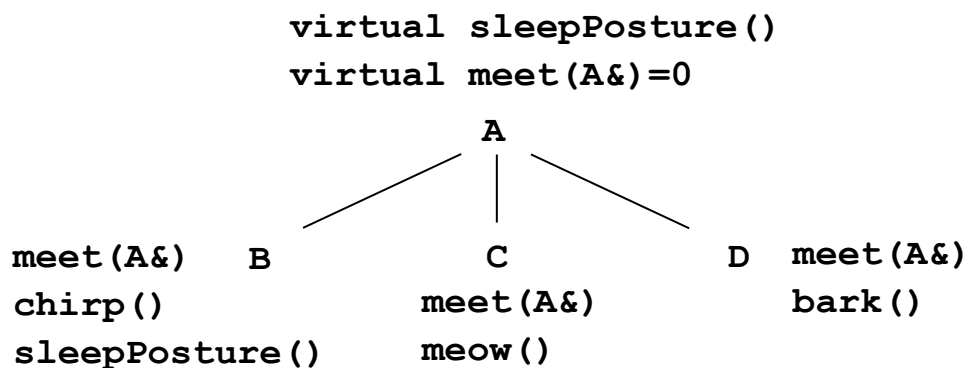 virtual sleepPosture()
virtual meet(A&)=0
A
meet(A&) B
chirp()
sleepPosture()
C
meet(A&)
meow()
D meet(A&)
bark()